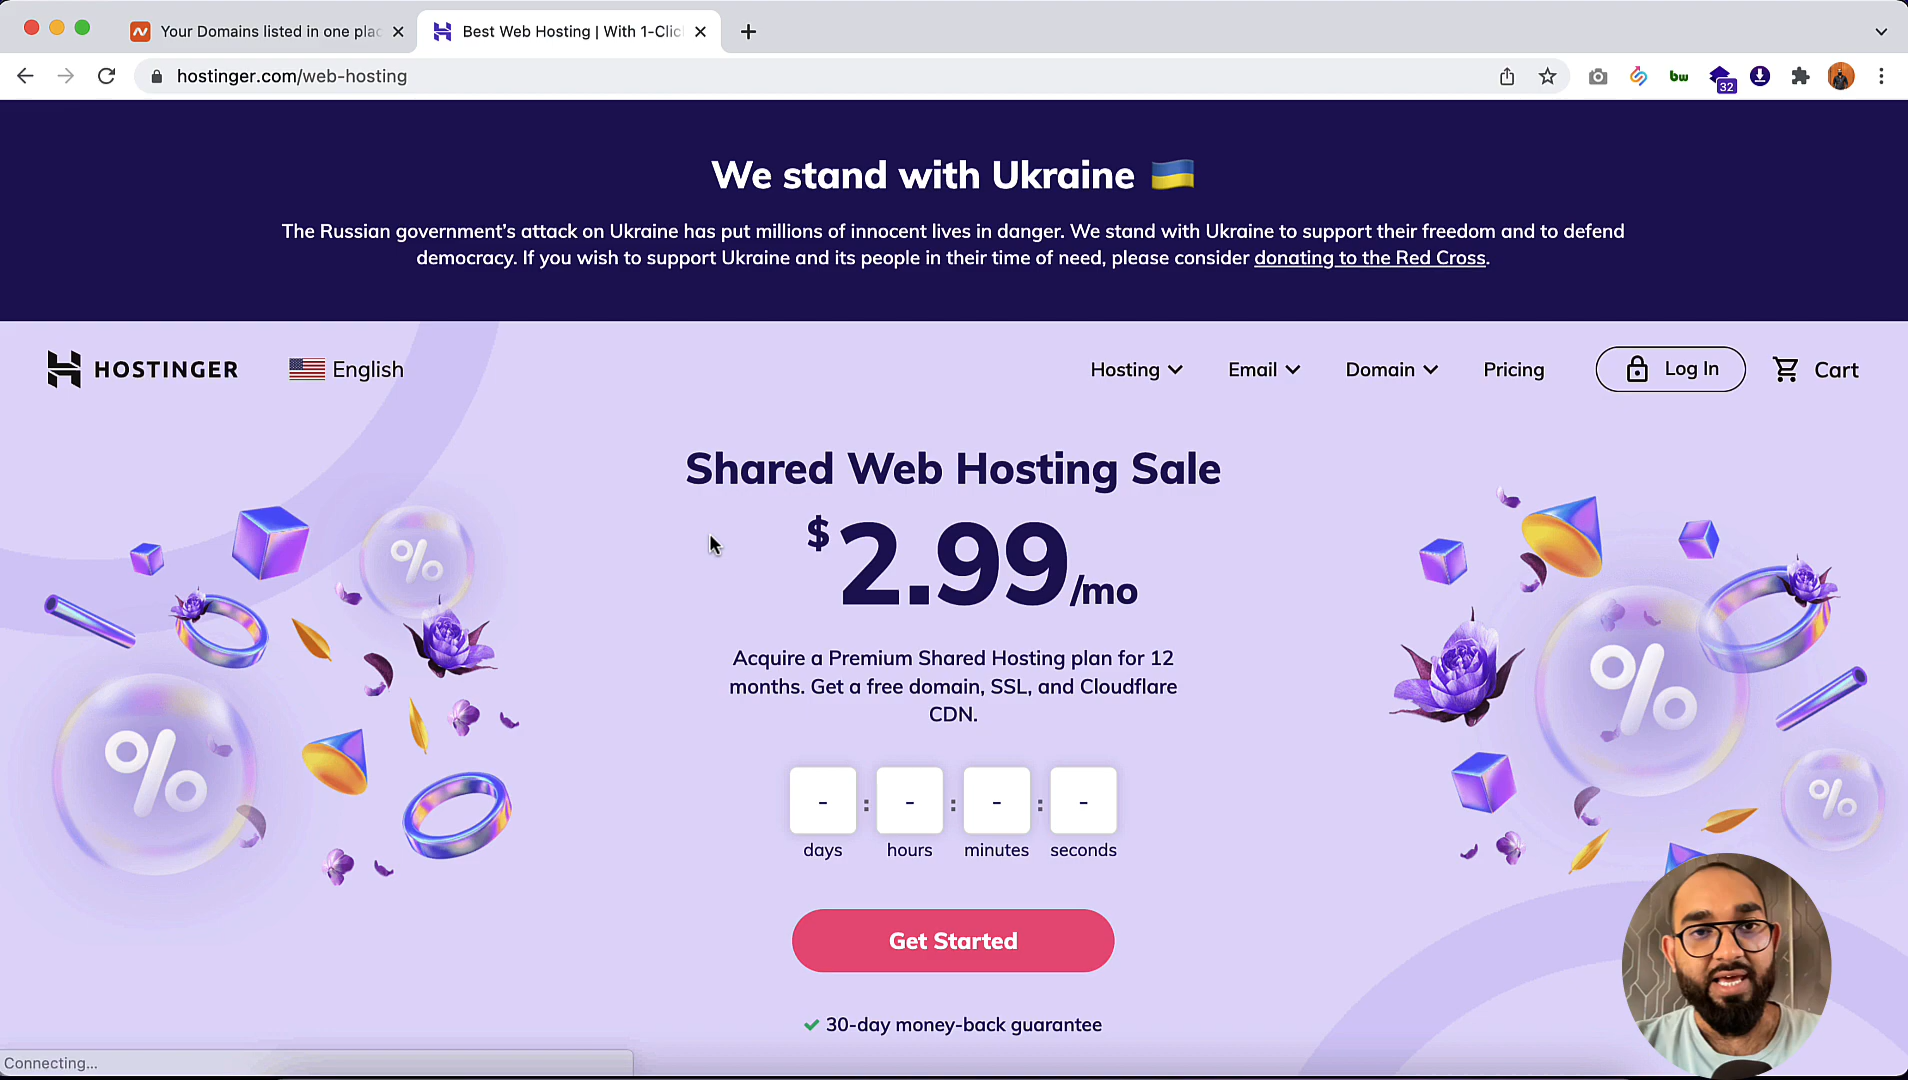 Your Domains listed in one plac
Best Web Hosting | With 1-Clic
hostinger.com/web-hosting
bw
32
We stand with Ukraine
The Russian government's attack on Ukraine has put millions of innocent lives in danger. We stand with Ukraine to support their freedom and to defend
democracy. If you wish to support Ukraine and its people in their time of need, please consider donating to the Red Cross.
HOSTINGER
English
Hosting
Email
Domain
Pricing
Log In
Cart
Shared Web Hosting Sale
$2.99/mo
Acquire a Premium Shared Hosting plan for 12
months. Get a free domain, SSL, and Cloudflare
CDN.
- : - : - : -
days hours minutes seconds
%
%
%
%
Get Started
30-day money-back guarantee
Connecting...